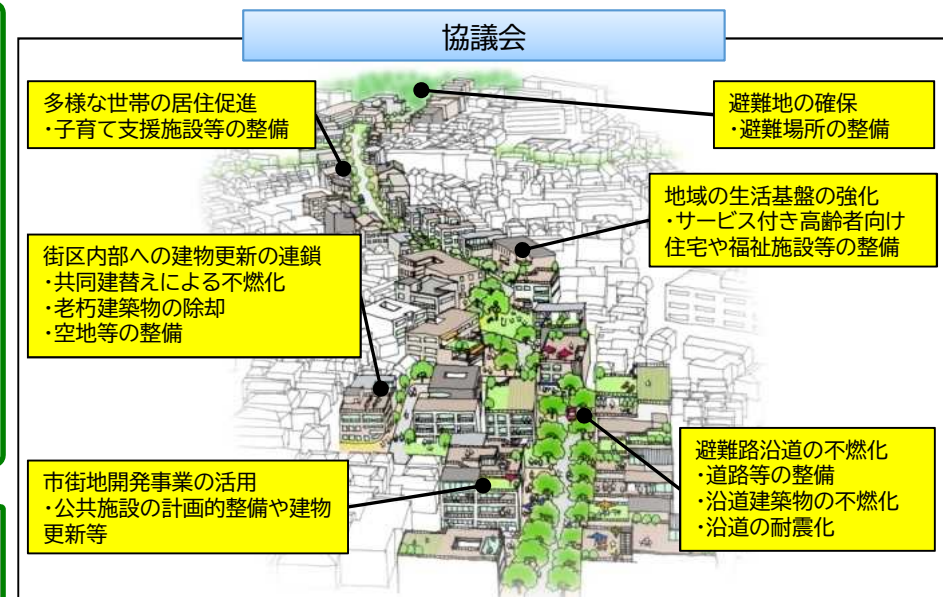 協議会
多様な世帯の居住促進
・子育て支援施設等の整備
避難地の確保
・避難場所の整備
地域の生活基盤の強化
・サービス付き高齢者向け
住宅や福祉施設等の整備
街区内部への建物更新の連鎖
・共同建替えによる不燃化
・老朽建築物の除却
・空地等の整備
避難路沿道の不燃化
・道路等の整備
・沿道建築物の不燃化
・沿道の耐震化
市街地開発事業の活用
・公共施設の計画的整備や建物
更新等